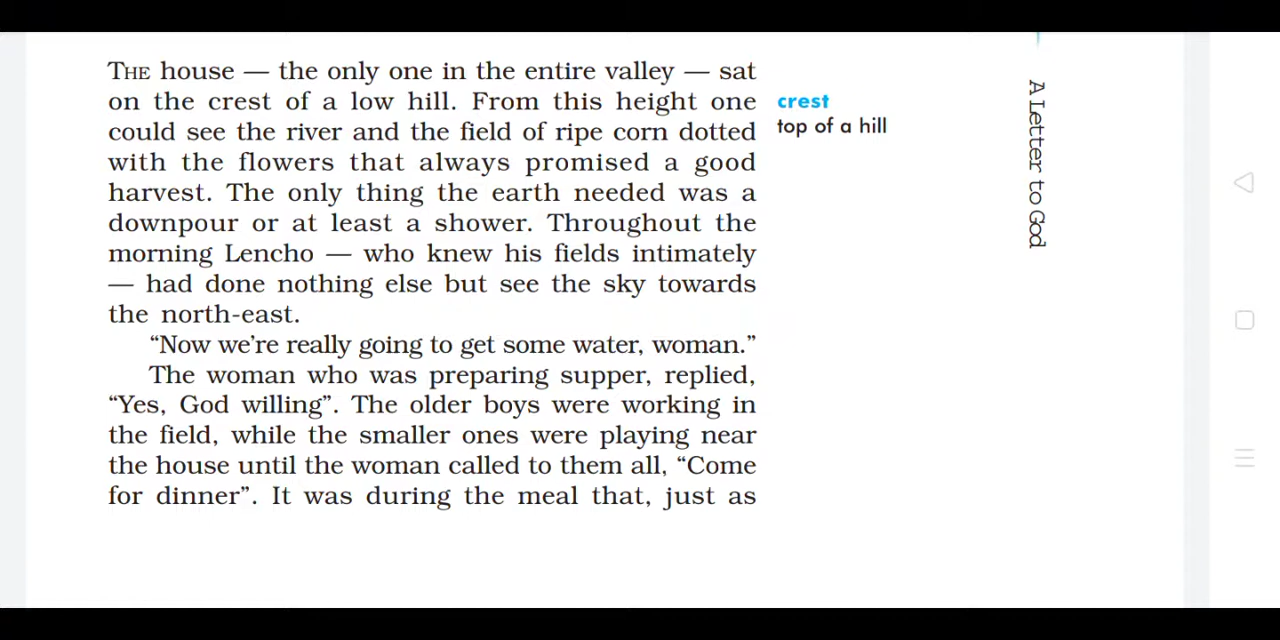 THE house — the only one in the entire valley — sat
on the crest of a low hill. From this height one
could see the river and the field of ripe corn dotted
with the flowers that always promised a good
harvest. The only thing the earth needed was a
downpour or at least a shower. Throughout the
morning Lencho — who knew his fields intimately
— had done nothing else but see the sky towards
the north-east.
“Now we’re really going to get some water, woman.”
The woman who was preparing supper, replied,
“Yes, God willing”. The older boys were working in
the field, while the smaller ones were playing near
the house until the woman called to them all, “Come
for dinner”. It was during the meal that, just as
crest
top of a hill
A Letter to God